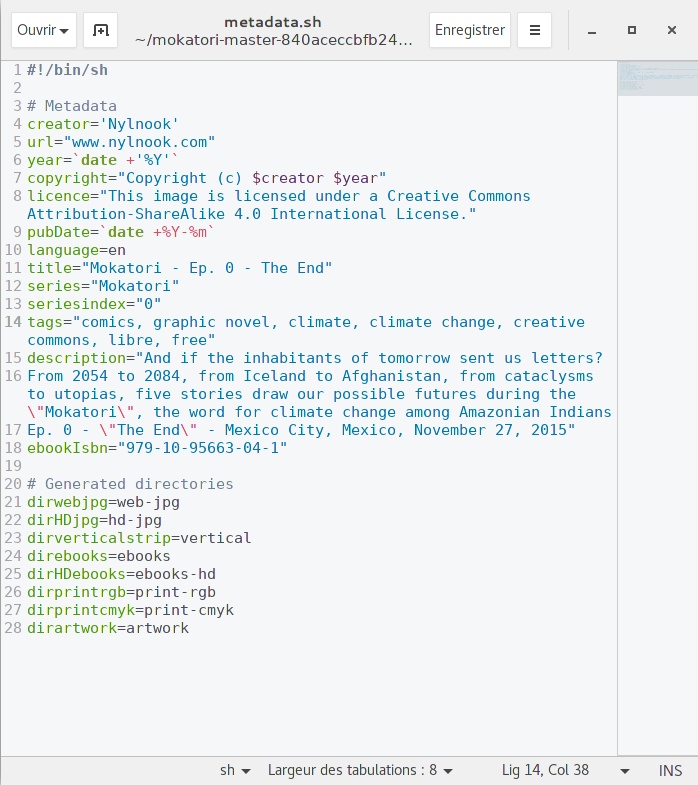 Ouvrir
metadata.sh
~/mokatori-master-840aceccbfb24...
Enregistrer
1 #!/bin/sh
2
3 # Metadata
4 creator='Nylnook'
5 url="www.nylnook.com"
6 year=`date +'%Y'`
7 copyright="Copyright (c) $creator $year"
8 licence="This image is licensed under a Creative Commons
Attribution-ShareAlike 4.0 International License."
9 pubDate=`date +%Y-%m`
10 language=en
11 title="Mokatori - Ep. 0 - The End"
12 series="Mokatori"
13 seriesindex="0"
14 tags="comics, graphic novel, climate, climate change, creative
commons, libre, free"
15 description="And if the inhabitants of tomorrow sent us letters?
16 From 2054 to 2084, from Iceland to Afghanistan, from cataclysms
to utopias, five stories draw our possible futures during the
\"Mokatori\", the word for climate change among Amazonian Indians
17 Ep. 0 - \"The End\" - Mexico City, Mexico, November 27, 2015"
18 ebookIsbn="979-10-95663-04-1"
19
20 # Generated directories
21 dirwebjpg=web-jpg
22 dirHDjpg=hd-jpg
23 dirverticalstrip=vertical
24 direbooks=ebooks
25 dirHDebooks=ebooks-hd
26 dirprintrgb=print-rgb
27 dirprintcmyk=print-cmyk
28 dirartwork=artwork
sh
Largeur des tabulations : 8
Lig 14, Col 38
INS